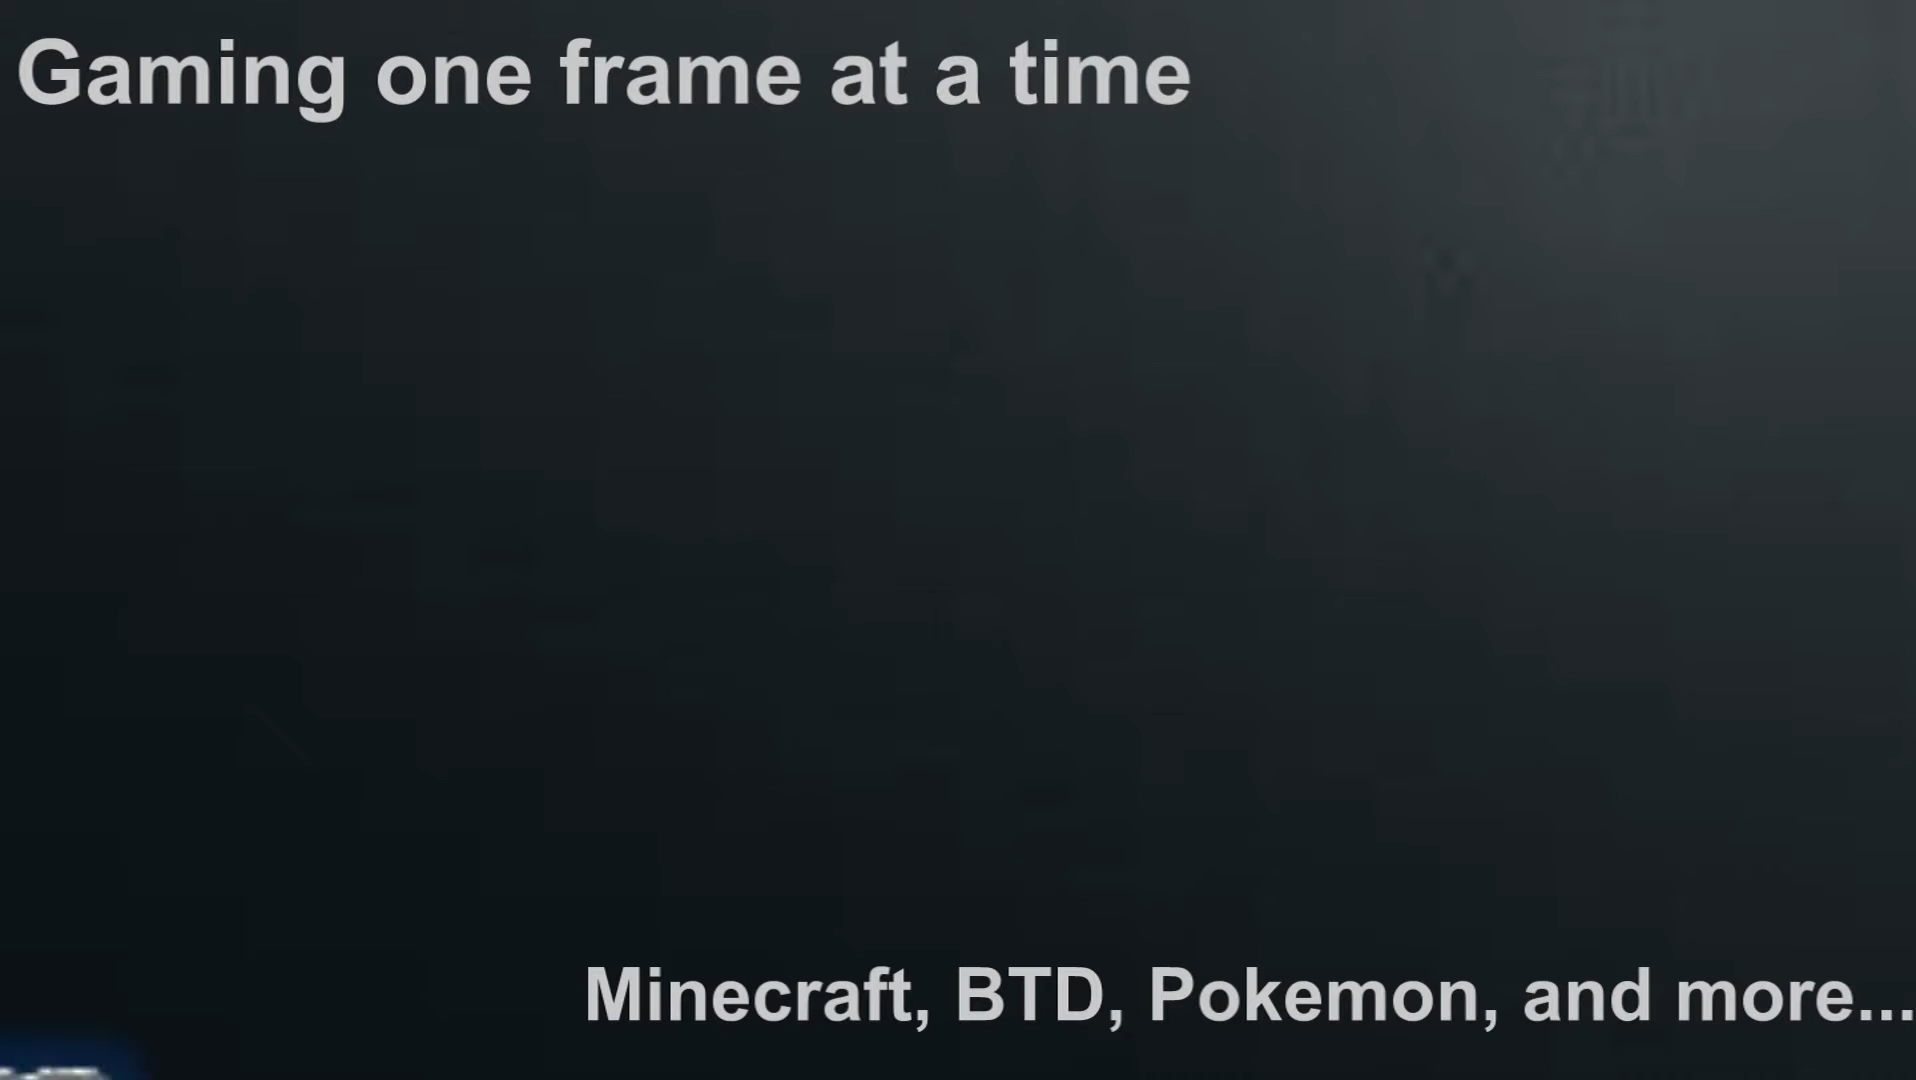 Gaming one frame at a time
Minecraft, BTD, Pokemon, and more...